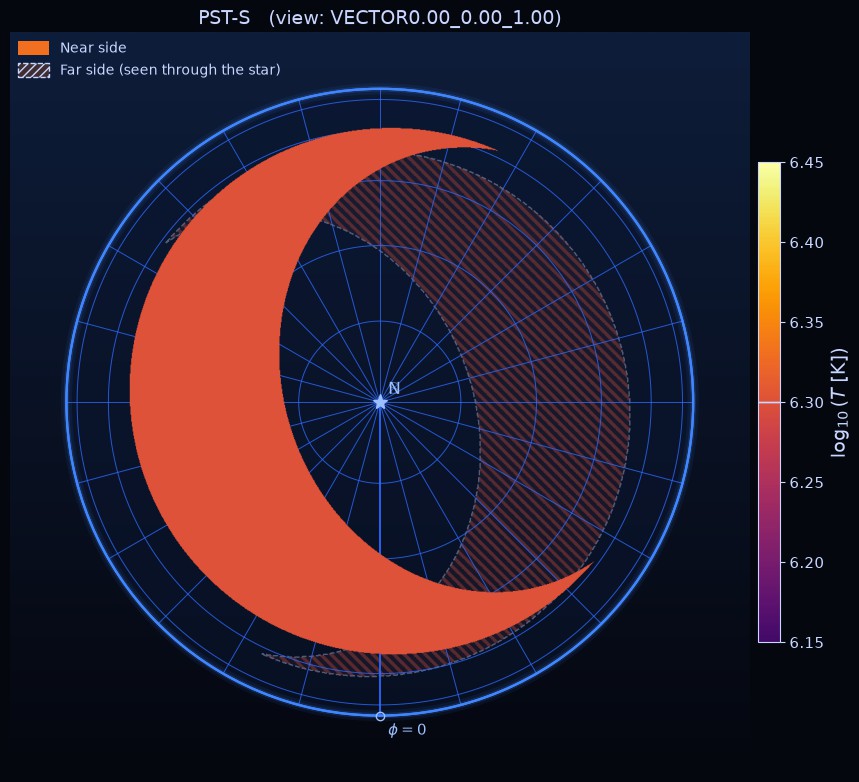 PST-S (view: VECTOR0.00_0.00_1.00)
Near side
Far side (seen through the star)
N
ϕ = 0
6.45
6.40
6.35
6.30
6.25
6.20
6.15
log₁₀(T [K])